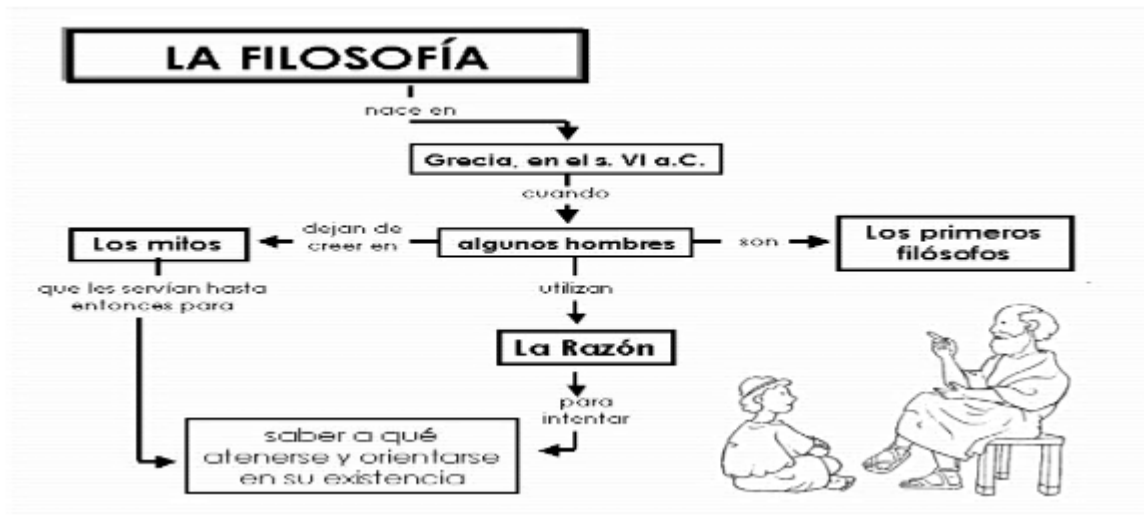 LA FILOSOFÍA
nace en
Grecia, en el s. VI a.C.
cuando
Los mitos
dejan de
creer en
algunos hombres
son
Los primeros
filósofos
que les servían hasta
entonces para
utilizan
La Razón
para
intentar
saber a qué
atenerse y orientarse
en su existencia